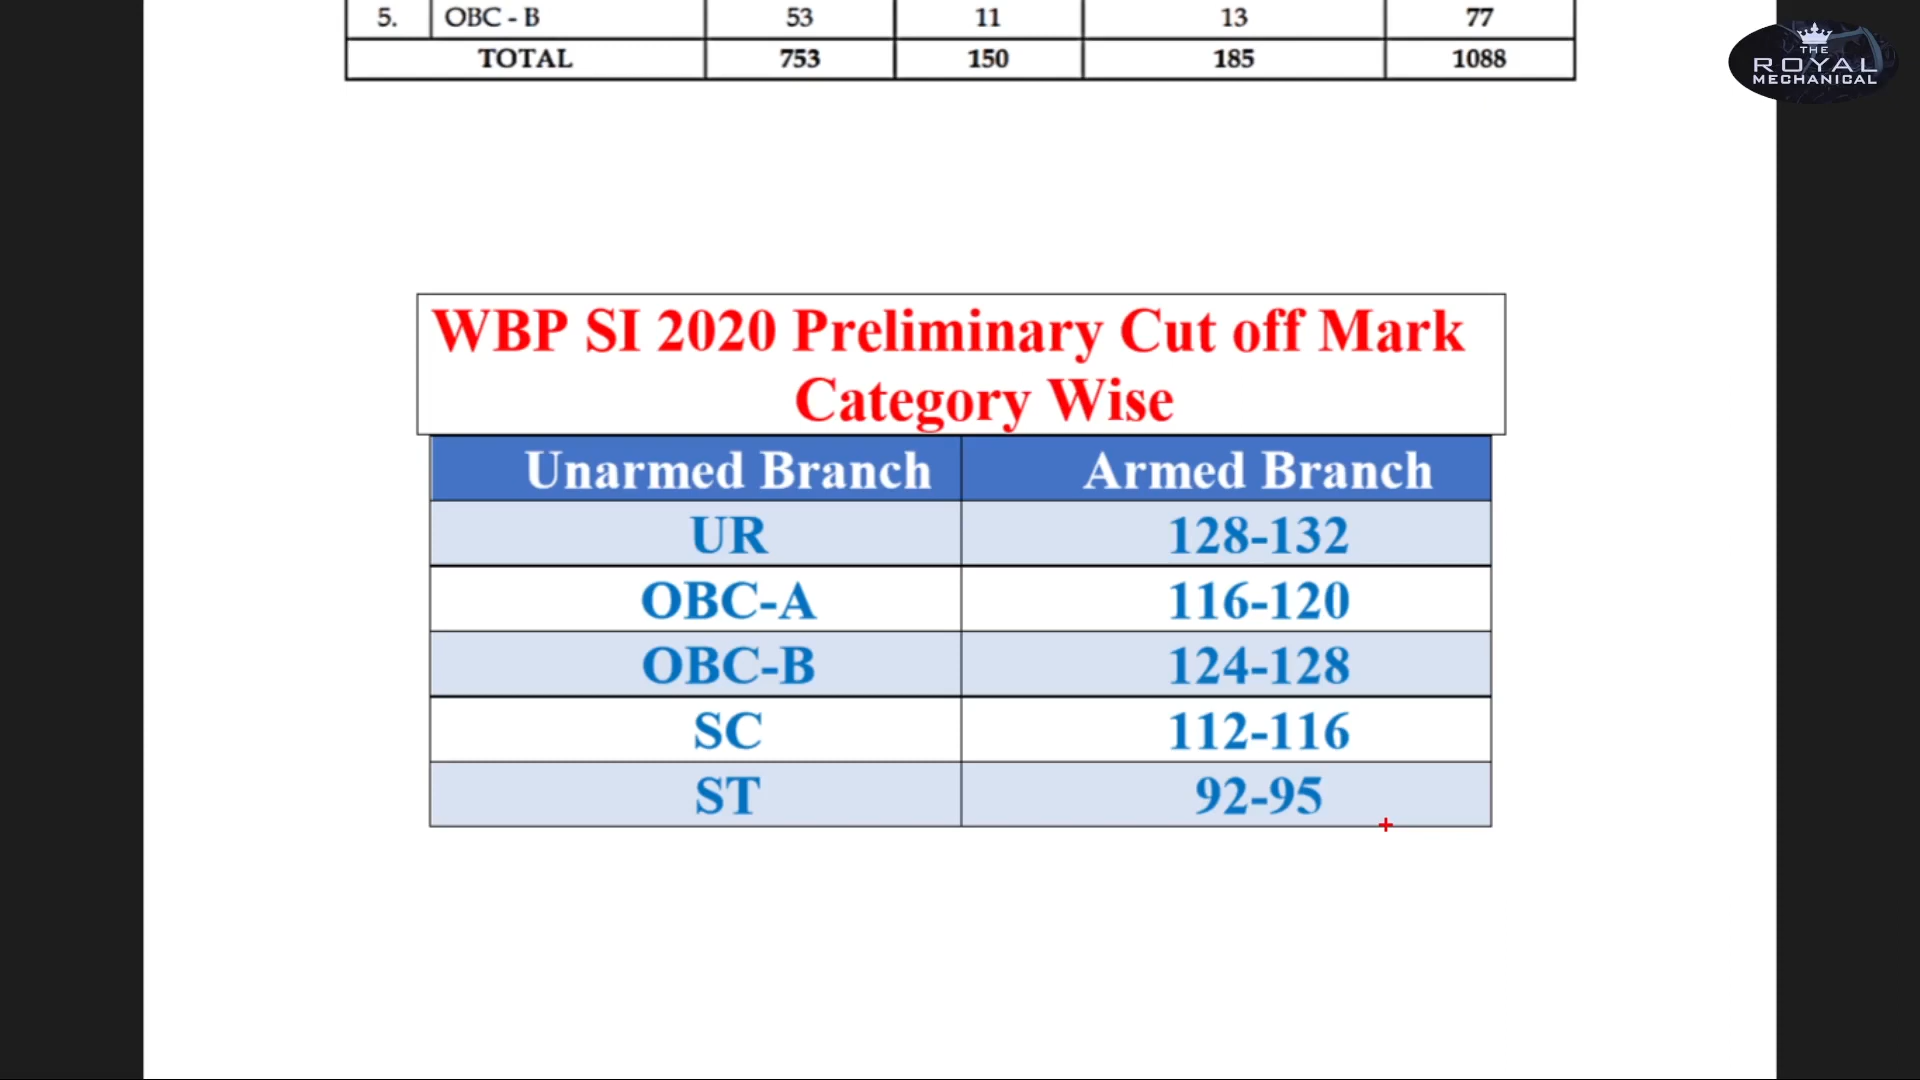 5. OBC - B 53 11 13 77
TOTAL 753 150 185 1088
THE
ROYAL
MECHANICAL
WBP SI 2020 Preliminary Cut off Mark
Category Wise
Unarmed Branch Armed Branch
UR 128-132
OBC-A 116-120
OBC-B 124-128
SC 112-116
ST 92-95